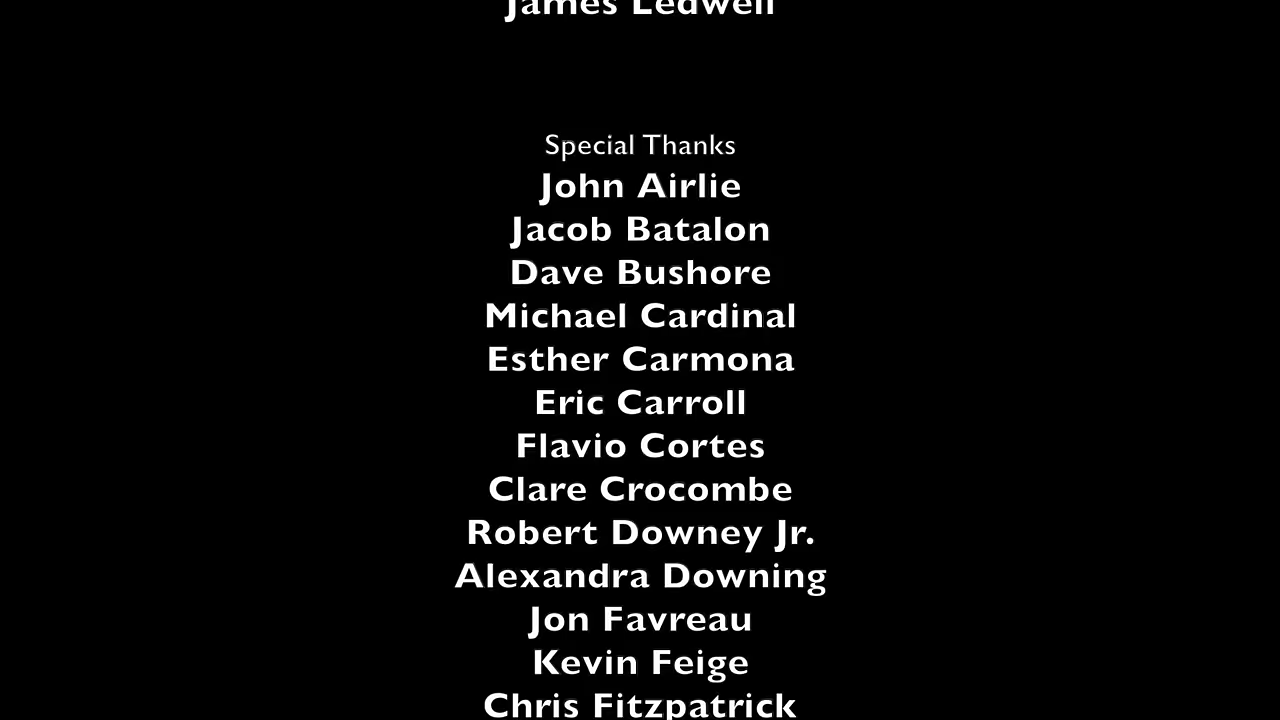 James Ledwell
Special Thanks
John Airlie
Jacob Batalon
Dave Bushore
Michael Cardinal
Esther Carmona
Eric Carroll
Flavio Cortes
Clare Crocombe
Robert Downey Jr.
Alexandra Downing
Jon Favreau
Kevin Feige
Chris Fitzpatrick